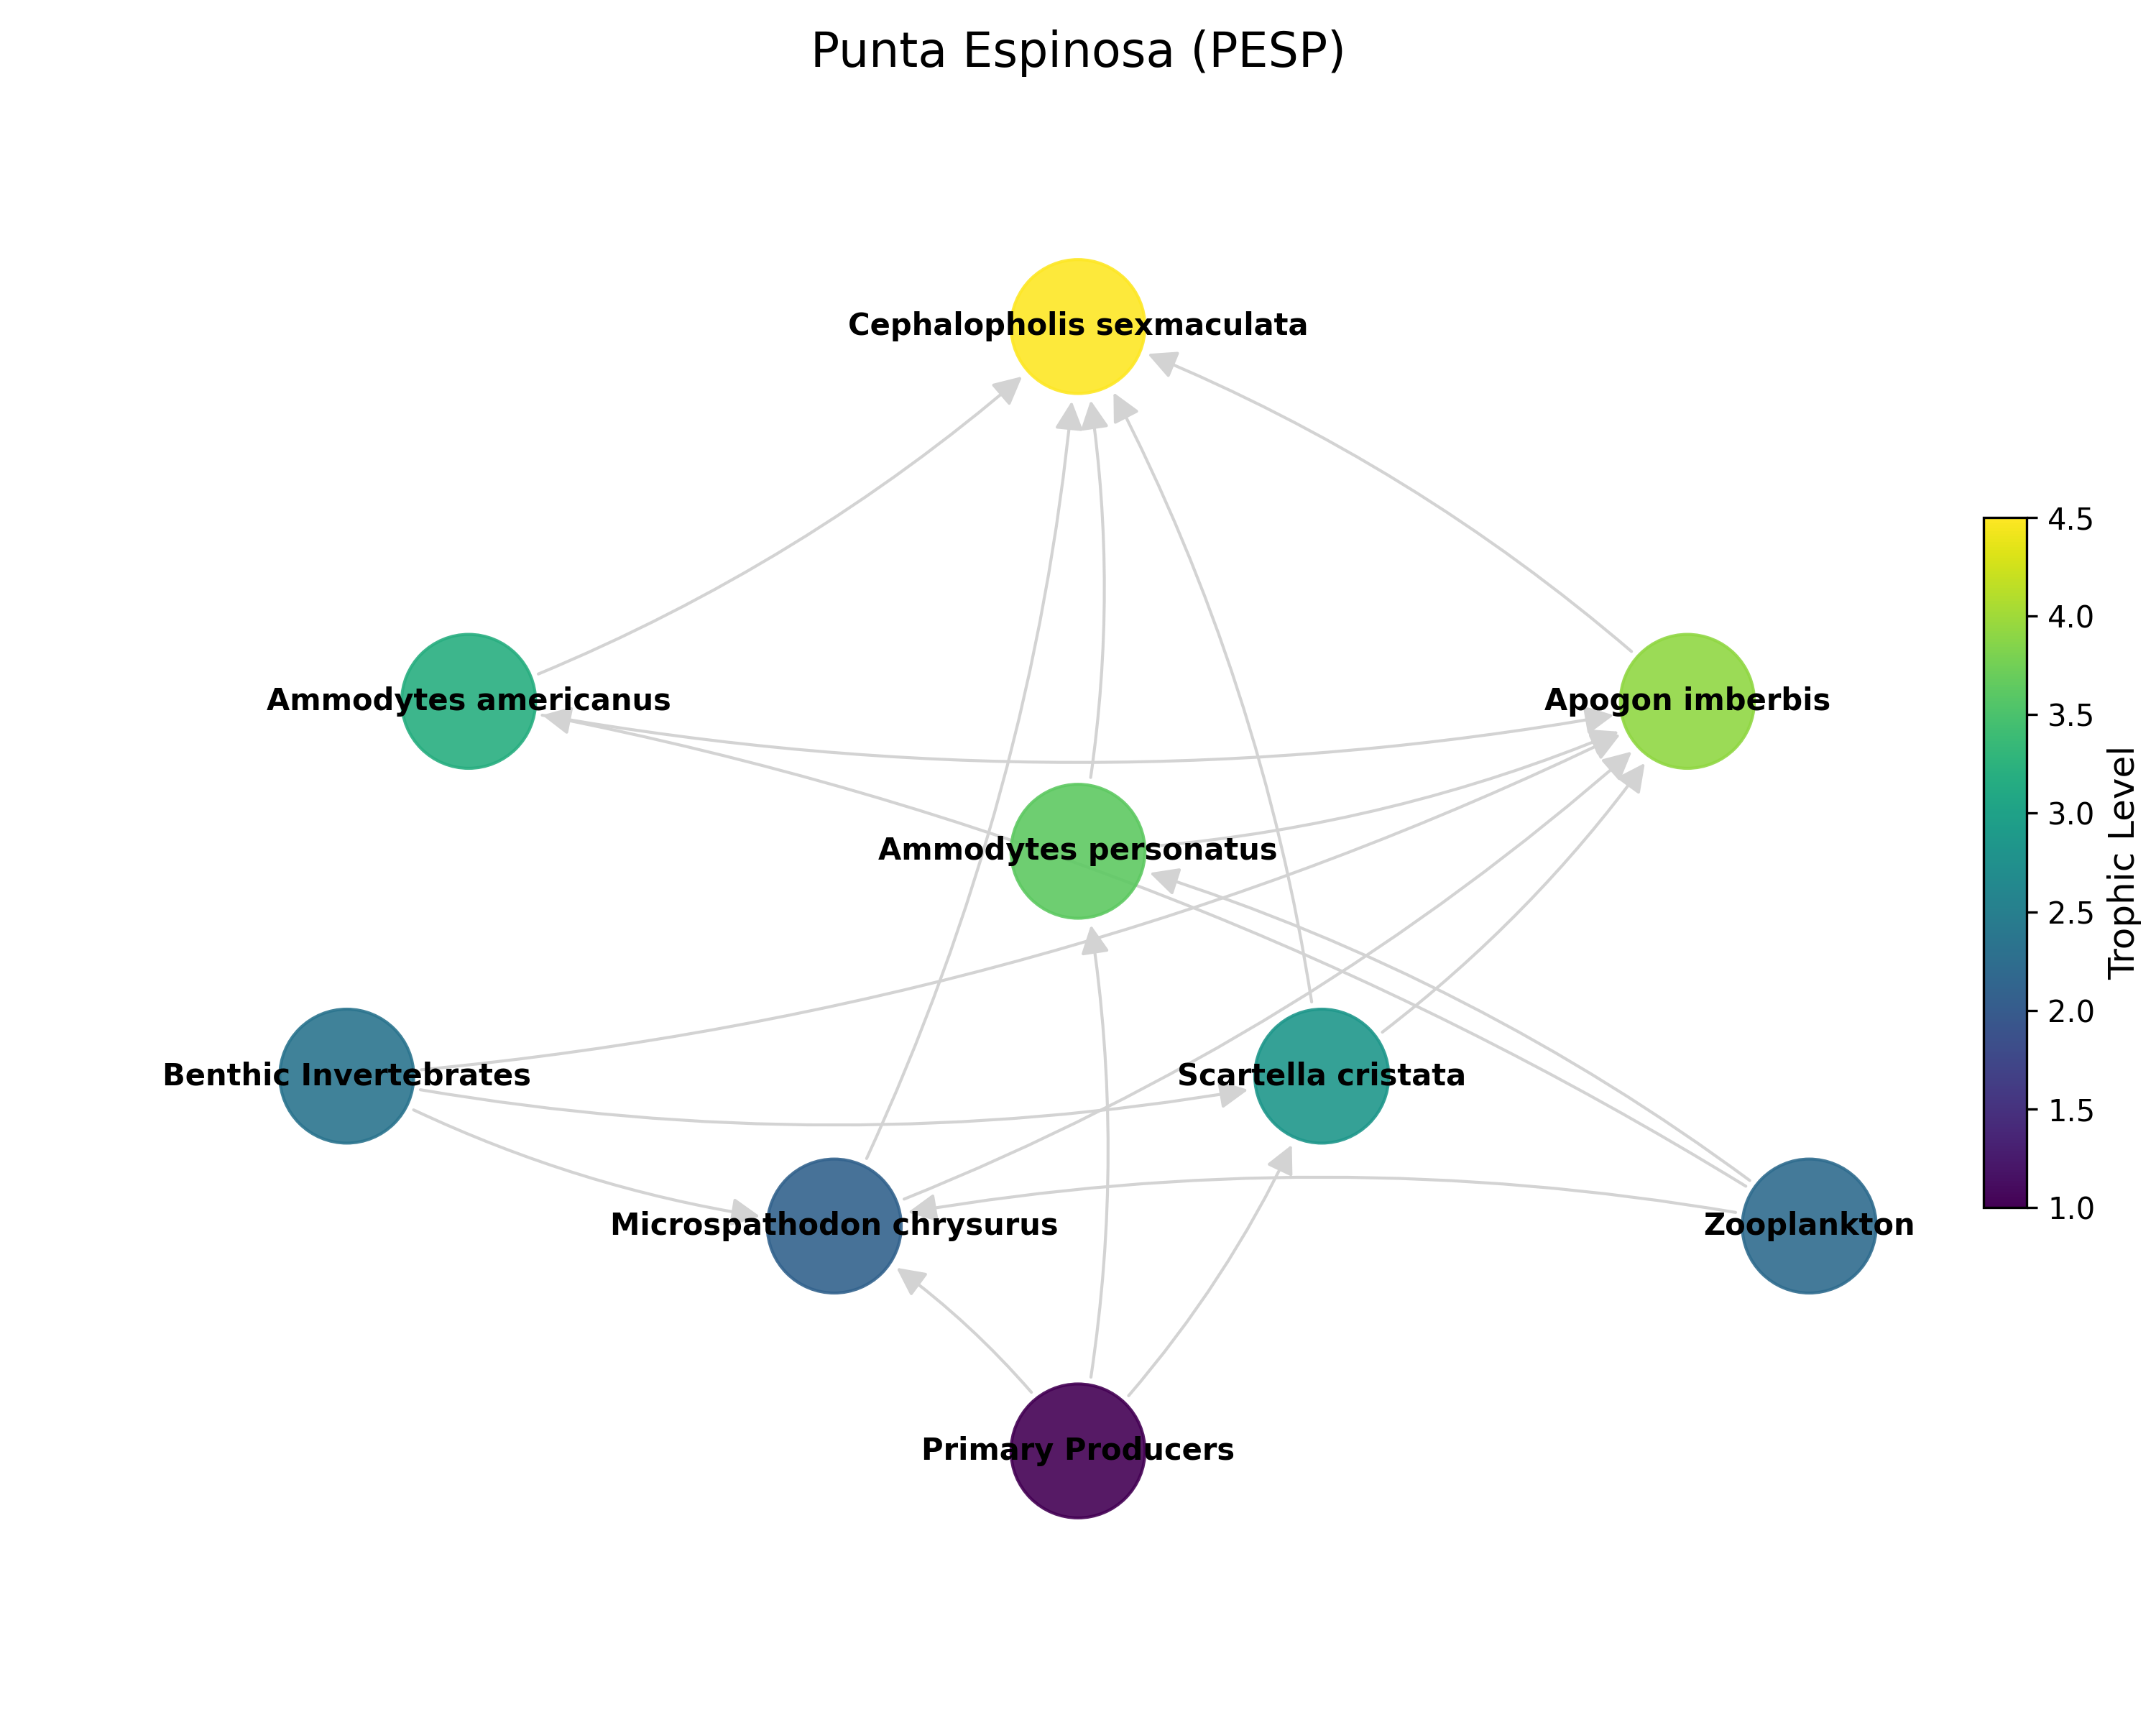 Punta Espinosa (PESP)
Cephalopholis sexmaculata
Ammodytes americanus
Apogon imberbis
Ammodytes personatus
Benthic Invertebrates
Scartella cristata
Microspathodon chrysurus
Zooplankton
Primary Producers
4.5
4.0
3.5
3.0
2.5
2.0
1.5
1.0
Trophic Level